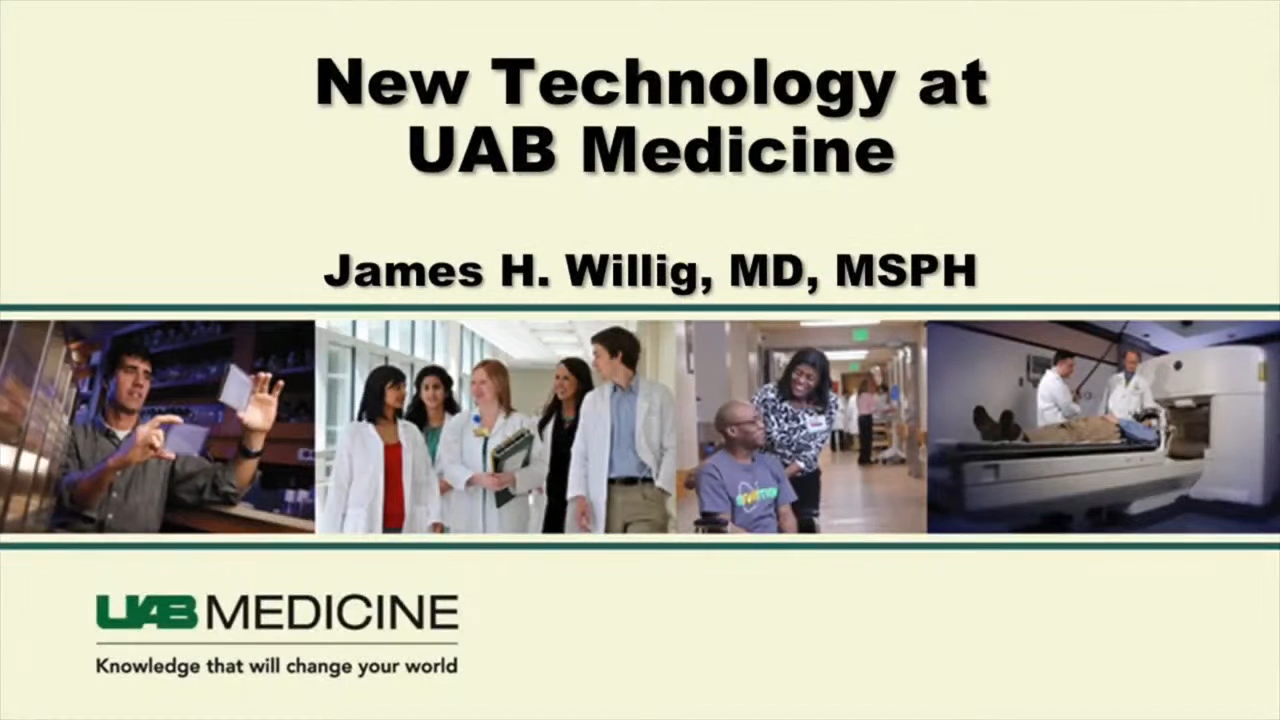 New Technology at
UAB Medicine
James H. Willig, MD, MSPH
UAB MEDICINE
Knowledge that will change your world